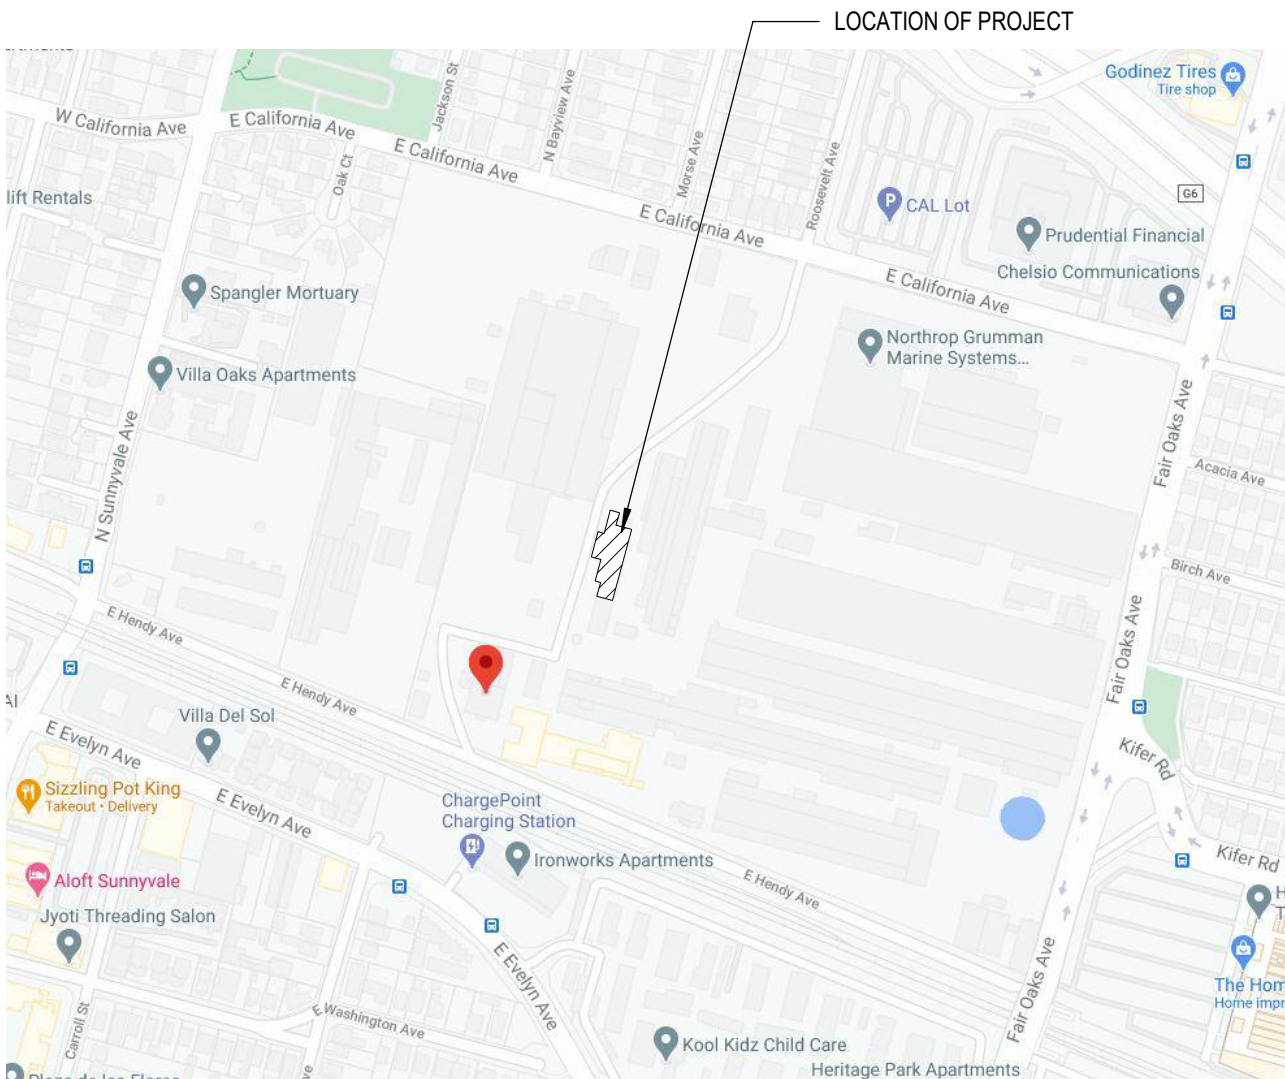 LOCATION OF PROJECT
Godinez Tires
Tire shop
Jackson St
W California Ave
E California Ave
N Bayview Ave
E California Ave
Oak Ct
Morse Ave
Roosevelt Ave
lift Rentals
CAL Lot
G6
E California Ave
Prudential Financial
Chelsio Communications
E California Ave
Spangler Mortuary
Northrop Grumman
Marine Systems...
Villa Oaks Apartments
Fair Oaks Ave
N Sunnyvale Ave
Acacia Ave
Birch Ave
E Hendy Ave
Fair Oaks Ave
E Hendy Ave
Villa Del Sol
E Evelyn Ave
Kifer Rd
Sizzling Pot King
Takeout • Delivery
E Evelyn Ave
ChargePoint
Charging Station
Ironworks Apartments
Kifer Rd
E Hendy Ave
Aloft Sunnyvale
Jyoti Threading Salon
E Evelyn Ave
Fair Oaks Ave
The Hom
Home impr
E Washington Ave
Carroll St
Kool Kidz Child Care
Heritage Park Apartments